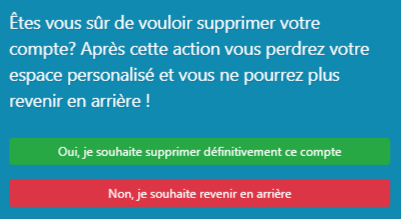 Êtes vous sûr de vouloir supprimer votre
compte? Après cette action vous perdrez votre
espace personalisé et vous ne pourrez plus
revenir en arrière !
Oui, je souhaite supprimer définitivement ce compte
Non, je souhaite revenir en arrière